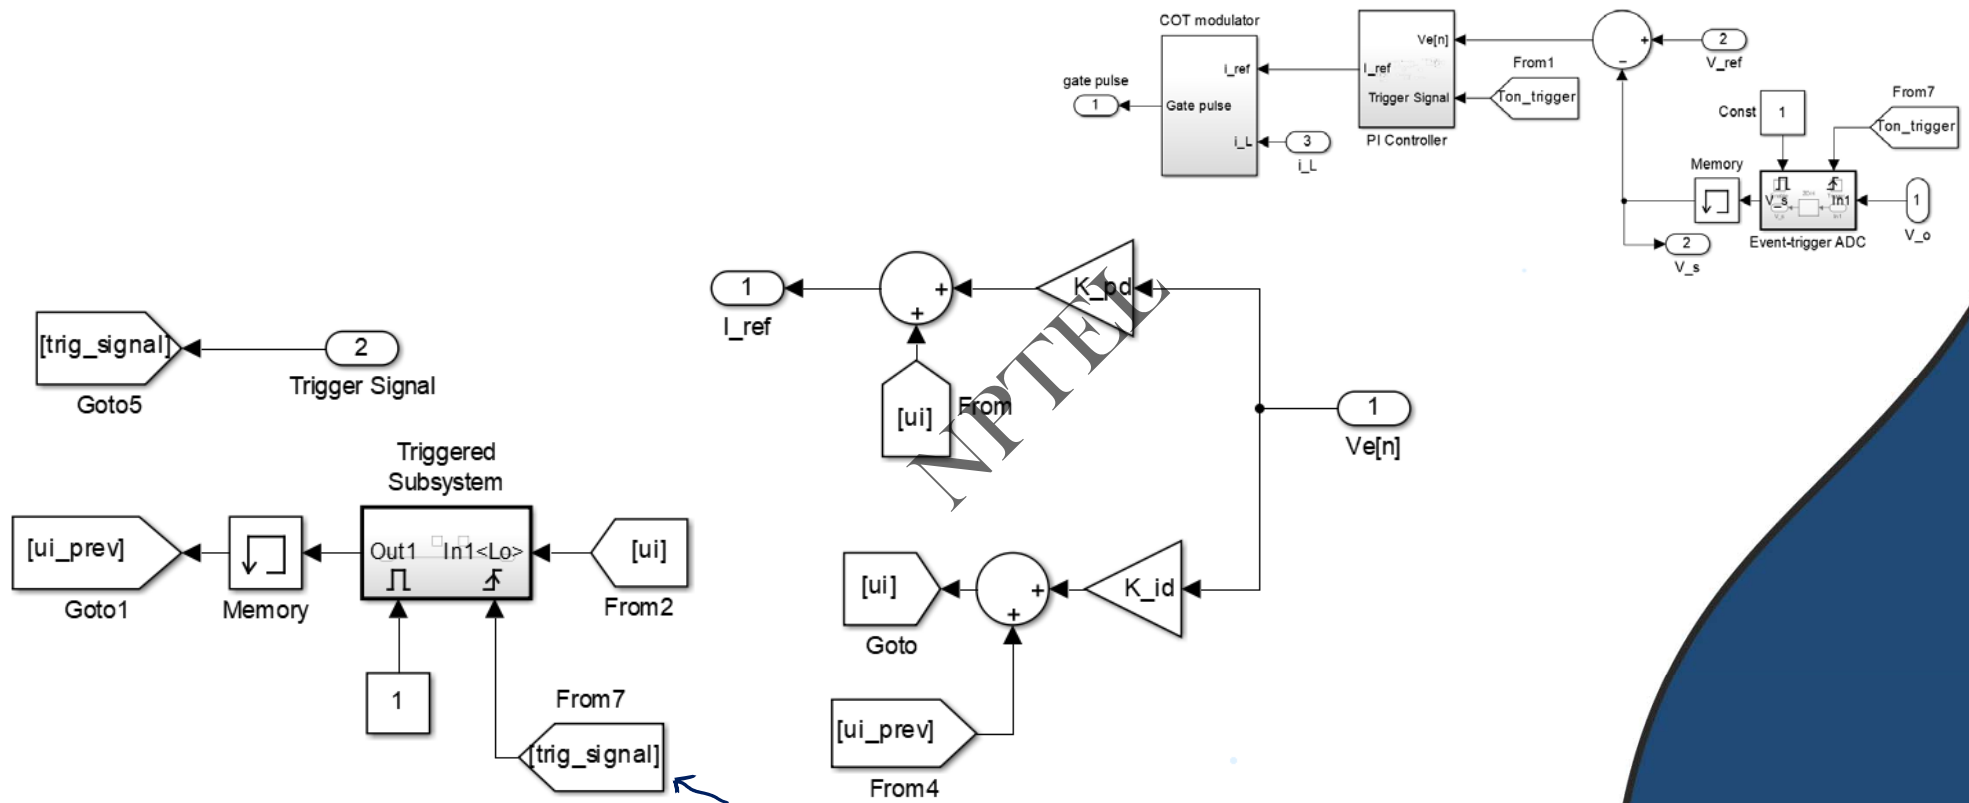 COT modulator
i_ref
Gate pulse
i_L
gate pulse
1
3
i_L
Ve[n]
I_ref
Trigger Signal
PI Controller
From1
Ton_trigger
+
−
2
V_ref
Const
1
From7
Ton_trigger
Memory
V_s
In1
Event-trigger ADC
1
V_o
2
V_s
1
I_ref
+
+
K_pd
[ui]
From
NPTEL
1
Ve[n]
[trig_signal]
Goto5
2
Trigger Signal
Triggered
Subsystem
[ui_prev]
Goto1
Memory
Out1
In1<Lo>
[ui]
From2
1
From7
[trig_signal]
[ui]
Goto
+
+
K_id
[ui_prev]
From4